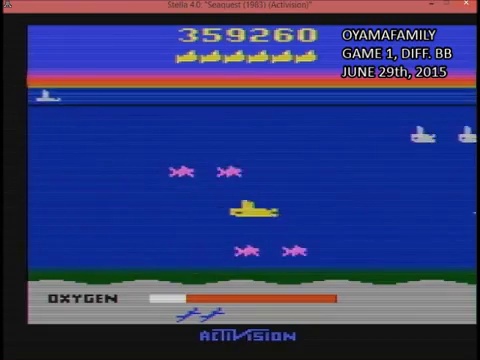 Stella 4.0: "Seaquest (1983) (Activision)"
359260
OYAMAFAMILY
GAME 1, DIFF. BB
JUNE 29th, 2015
OXYGEN
ACTIVISION